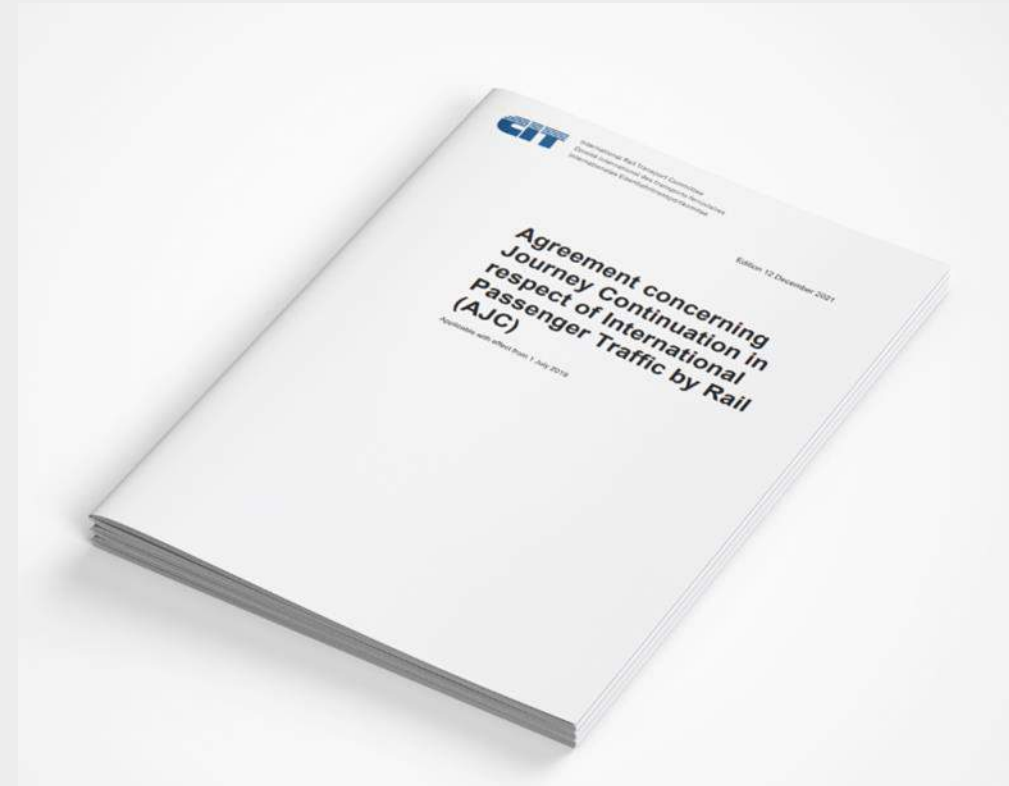 CIT
International Rail Transport Committee
Comité international des transports ferroviaires
Internationales Eisenbahntransportkomitee
Edition 12 December 2021
Agreement concerning
Journey Continuation in
respect of International
Passenger Traffic by Rail
(AJC)
Applicable with effect from 1 July 2019